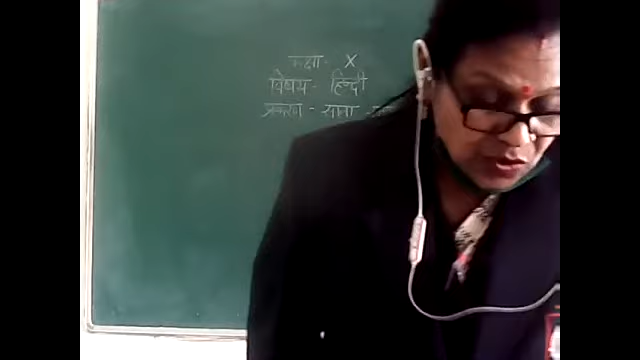 कक्षा - X
विषय - हिन्दी
प्रकरण - साना -